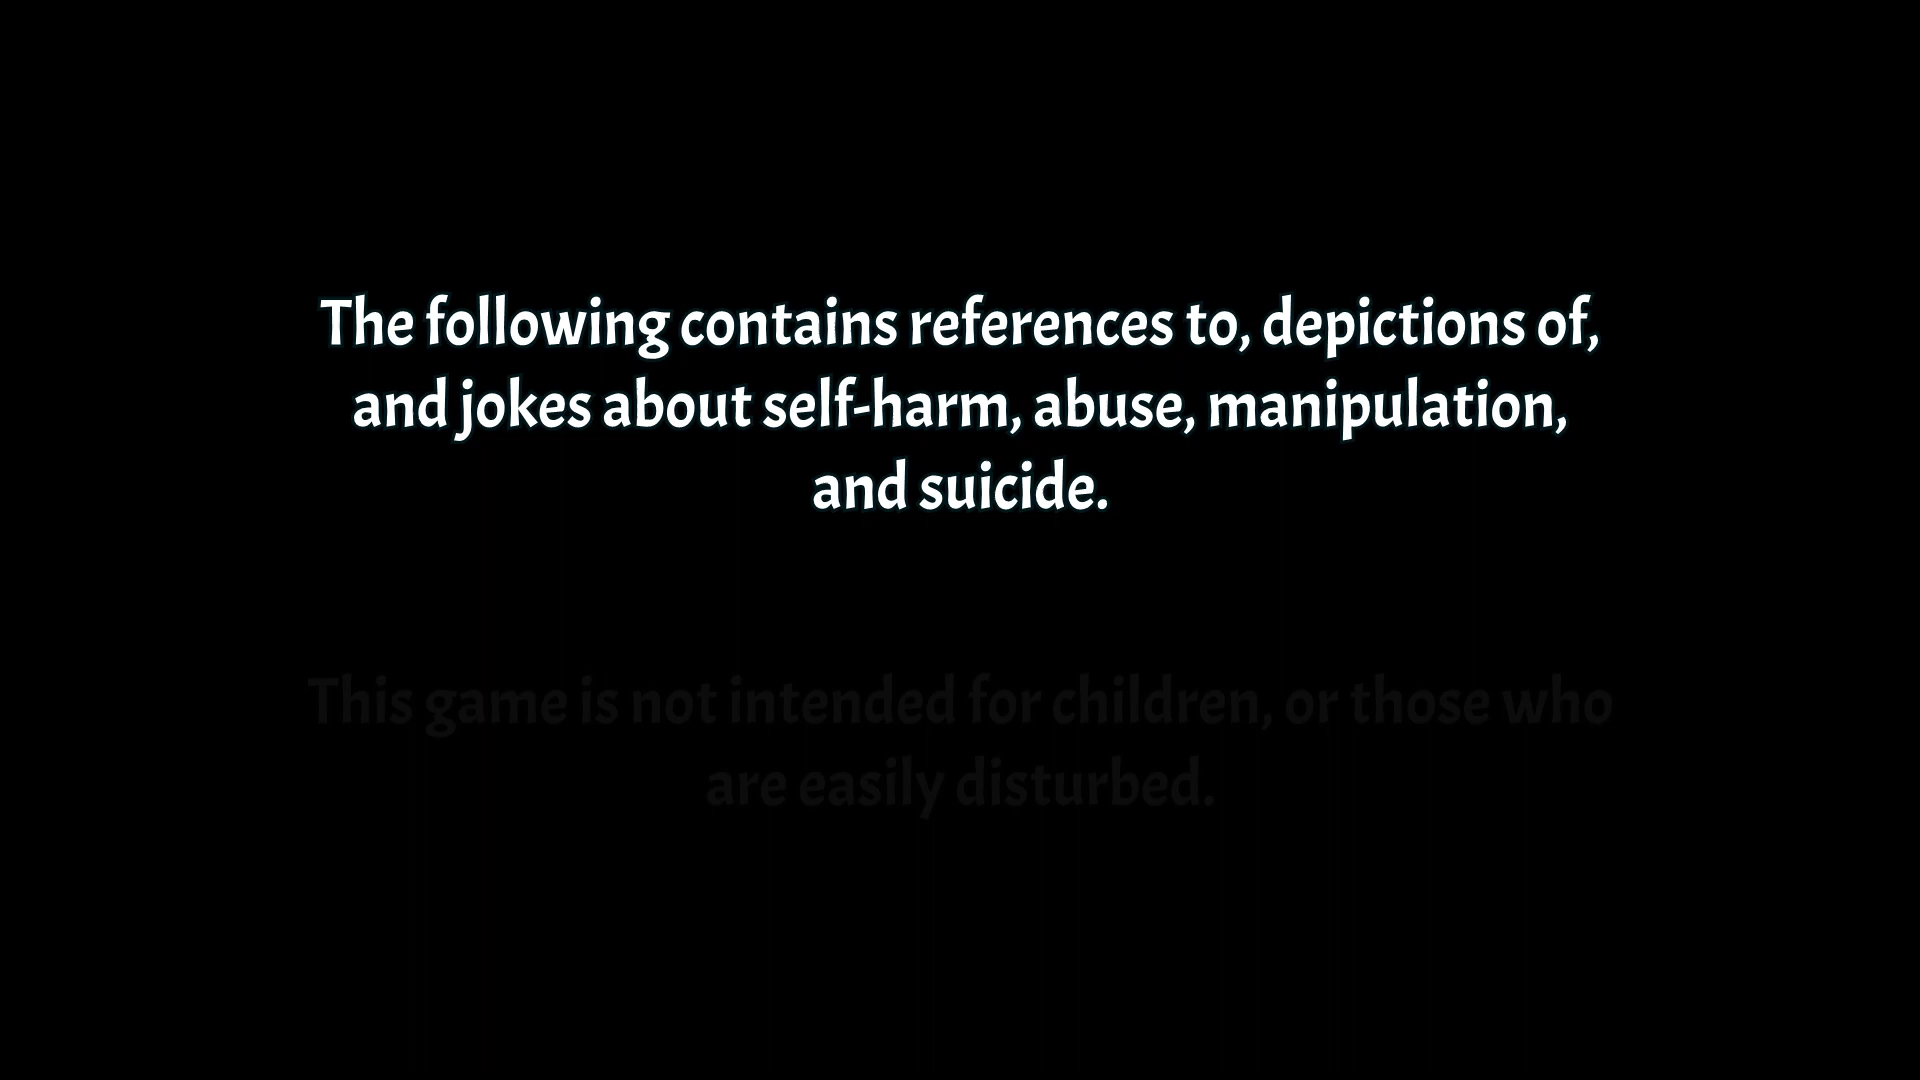 The following contains references to, depictions of,
and jokes about self-harm, abuse, manipulation,
and suicide.
This game is not intended for children, or those who
are easily disturbed.